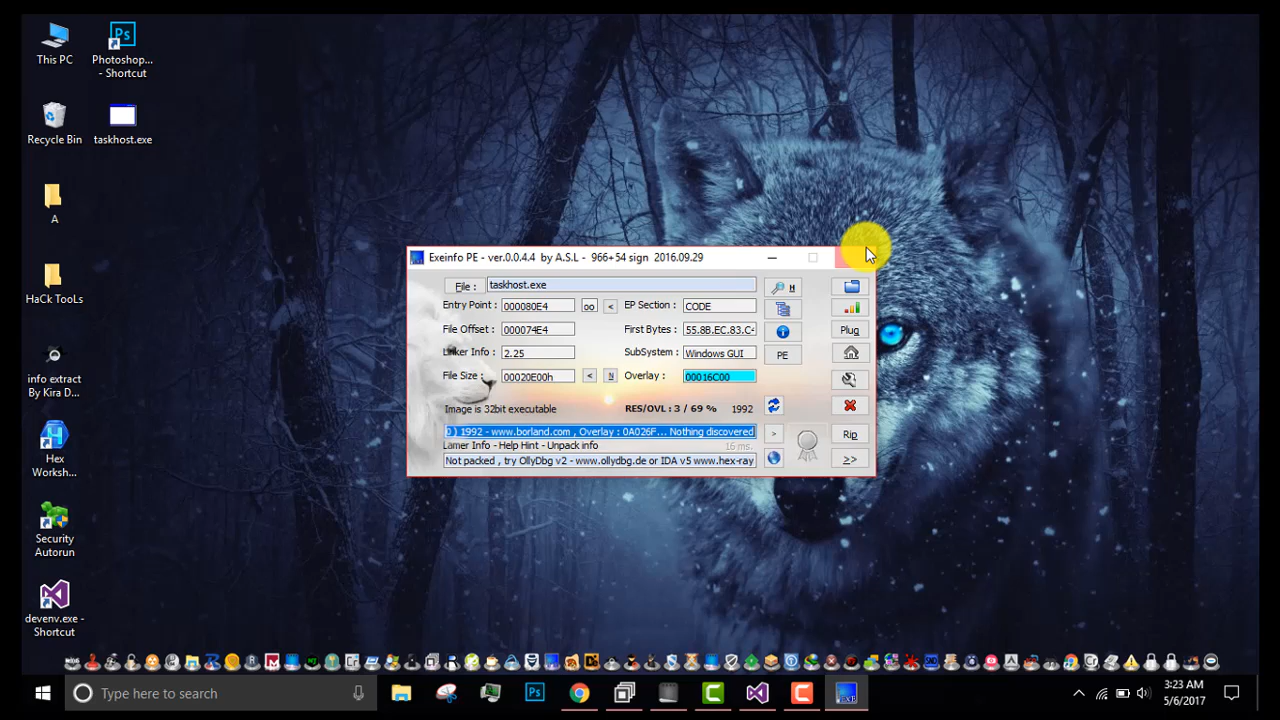 This PC
Photoshop...
- Shortcut
Recycle Bin
taskhost.exe
A
HaCk TooLs
info extract
By Kira D...
Hex
Worksh...
Security
Autorun
devenv.exe -
Shortcut
Ps
Exeinfo PE - ver.0.0.4.4 by A.S.L - 966+54 sign 2016.09.29
File :
taskhost.exe
H
Entry Point :
000080E4
oo
<
EP Section :
CODE
File Offset :
000074E4
First Bytes :
55.8B.EC.83.C4
Plug
Linker Info :
2.25
SubSystem :
Windows GUI
PE
File Size :
00020E00h
<
N
Overlay :
00016C00
Image is 32bit executable
RES/OVL : 3 / 69 %
1992
0 ) 1992 - www.borland.com , Overlay : 0A026F... Nothing discovered
>
Rip
Lamer Info - Help Hint - Unpack info
16 ms.
Not packed , try OllyDbg v2 - www.ollydbg.de or IDA v5 www.hex-ray
>>
Type here to search
Ps
3:23 AM
5/6/2017